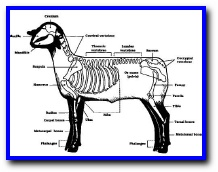 Cranium
Maxilla
Mandible
Cervical vertebrae
Thoracic vertebrae
Lumbar vertebrae
Sacrum
Coccygeal vertebrae
Scapula
Os coxae (pelvis)
Humerus
Femur
Patella
Tibia
Radius
Ulna
Ribs
Carpal bones
Tarsal bones
Metacarpal bones
Metatarsal bones
Phalanges
Phalanges